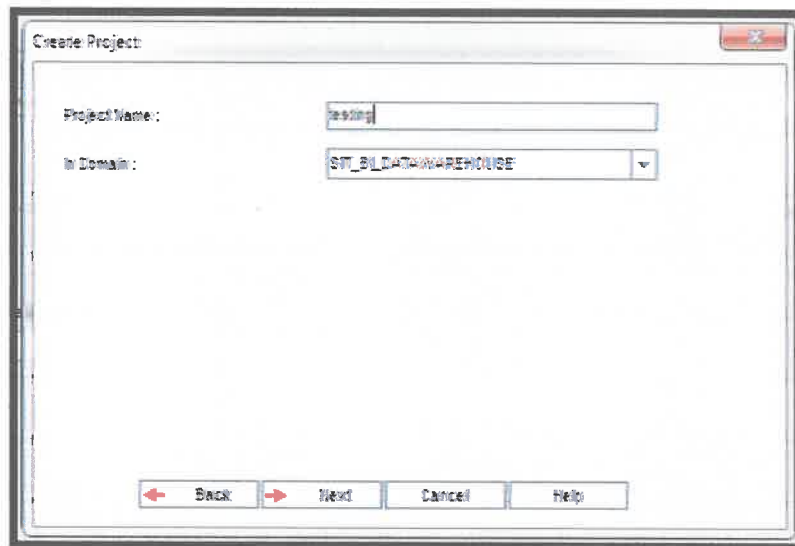 Create Project
Project Name :
testing
In Domain :
SIT_BI_DATAWAREHOUSE
Back
Next
Cancel
Help